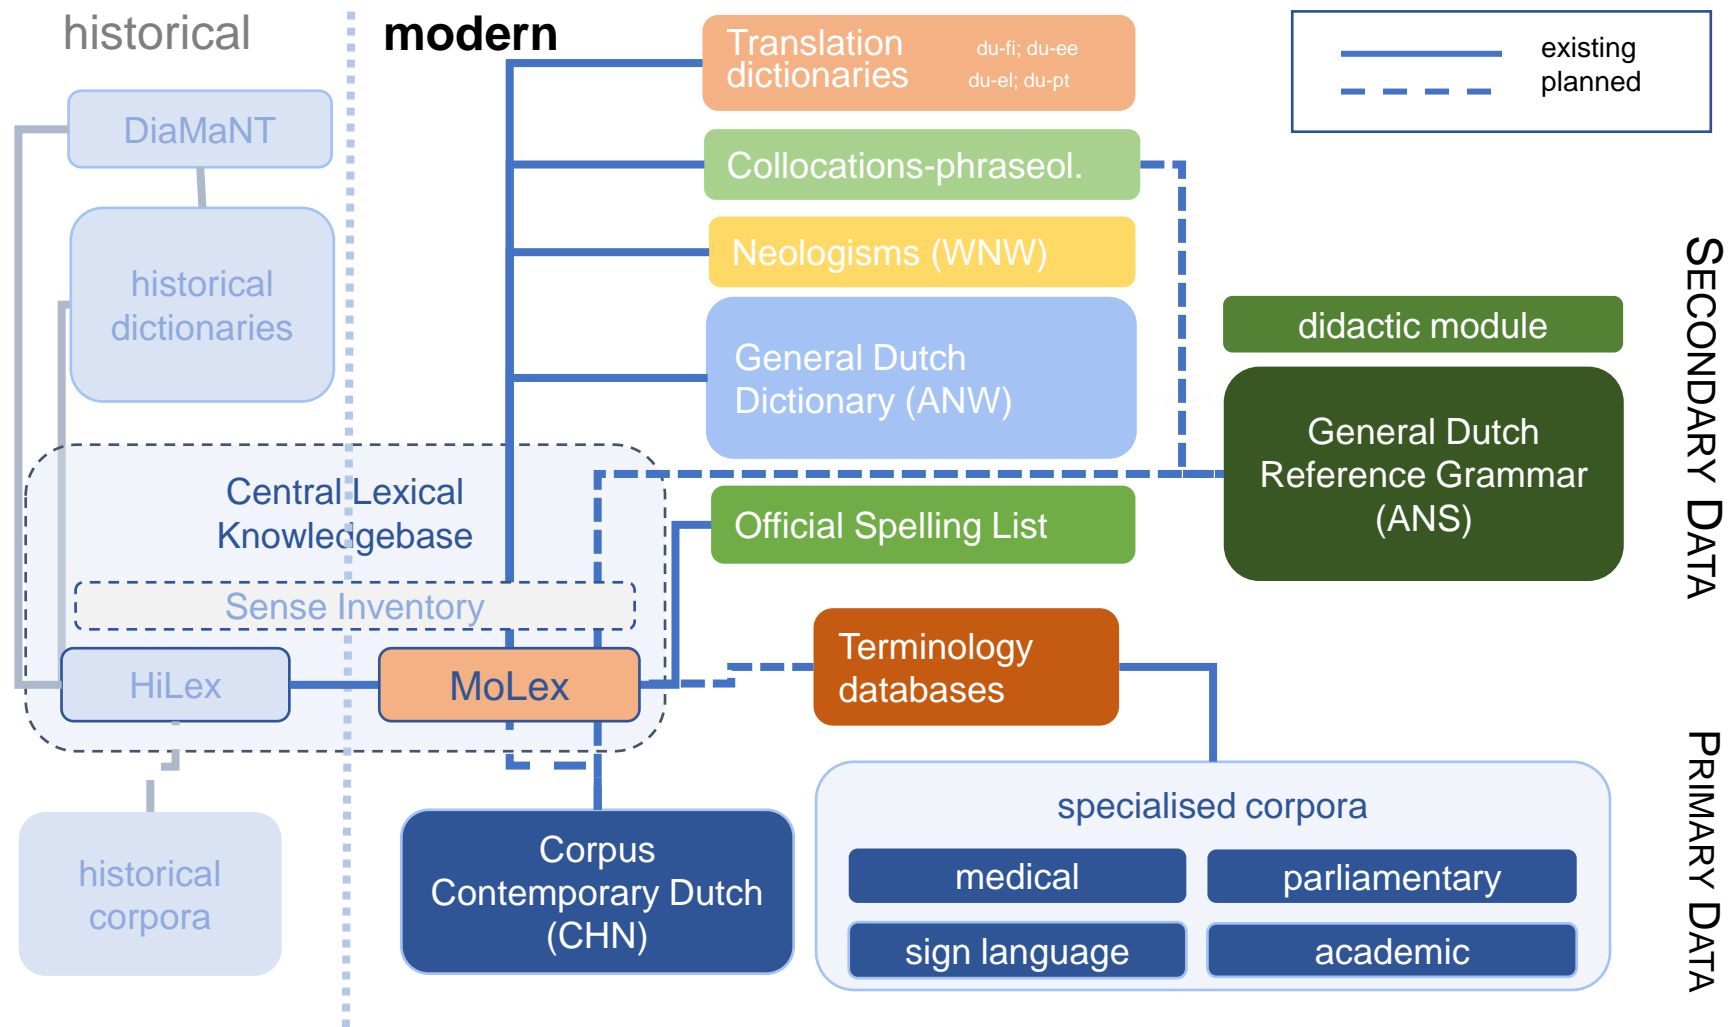 historical
modern
existing
planned
Translation
dictionaries
du-fi; du-ee
du-el; du-pt
DiaMaNT
Collocations-phraseol.
historical
dictionaries
Neologisms (WNW)
General Dutch
Dictionary (ANW)
didactic module
General Dutch
Reference Grammar
(ANS)
SECONDARY DATA
Central Lexical
Knowledgebase
Official Spelling List
Sense Inventory
HiLex
MoLex
Terminology
databases
historical
corpora
Corpus
Contemporary Dutch
(CHN)
specialised corpora
medical
parliamentary
sign language
academic
PRIMARY DATA